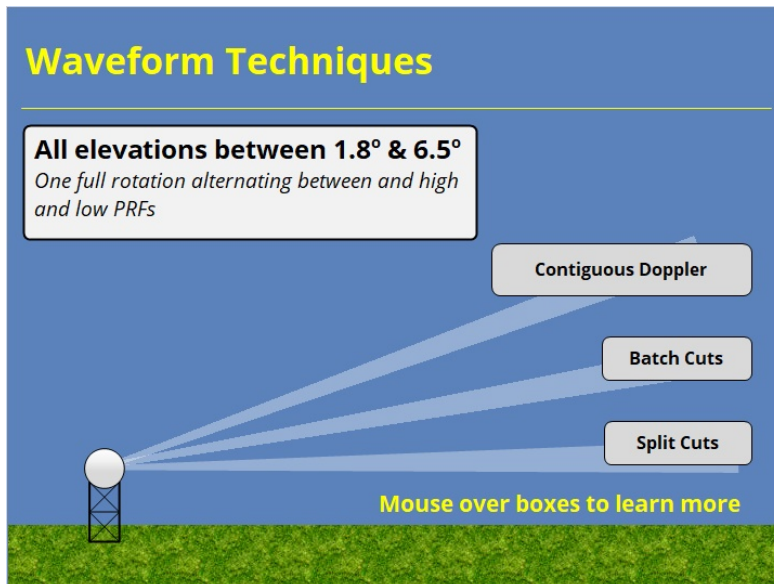 Waveform Techniques
All elevations between 1.8º & 6.5º
One full rotation alternating between and high
and low PRFs
Contiguous Doppler
Batch Cuts
Split Cuts
Mouse over boxes to learn more